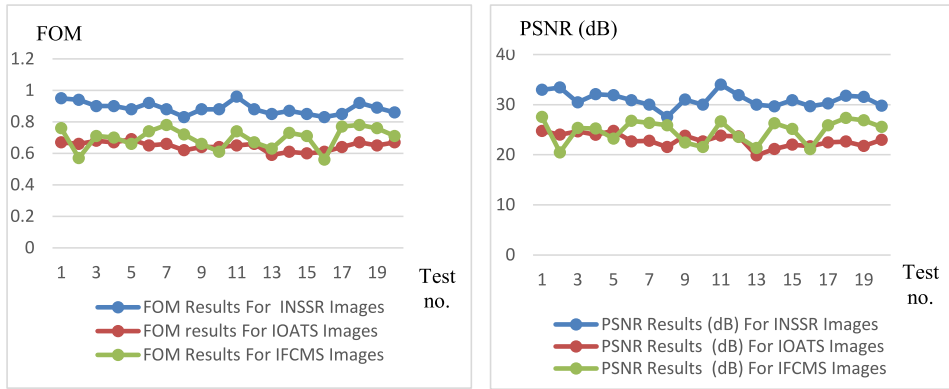 FOM
1.2
1
0.8
0.6
0.4
0.2
0
1 3 5 7 9 11 13 15 17 19
Test
no.
FOM Results For INSSR Images
FOM results For IOATS Images
FOM Results For IFCMS Images
PSNR (dB)
40
30
20
10
0
1 3 5 7 9 11 13 15 17 19
Test
no.
PSNR Results (dB) For INSSR Images
PSNR Results (dB) For IOATS Images
PSNR Results (dB) For IFCMS Images